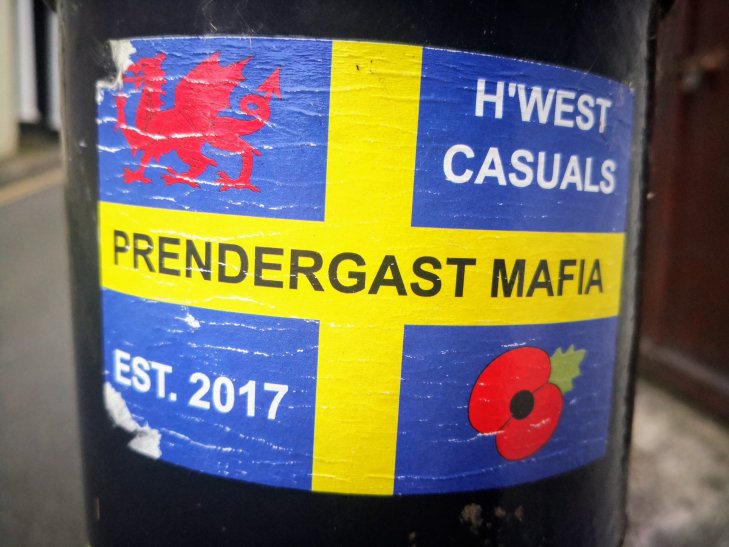 H'WEST
CASUALS
PRENDERGAST MAFIA
EST. 2017